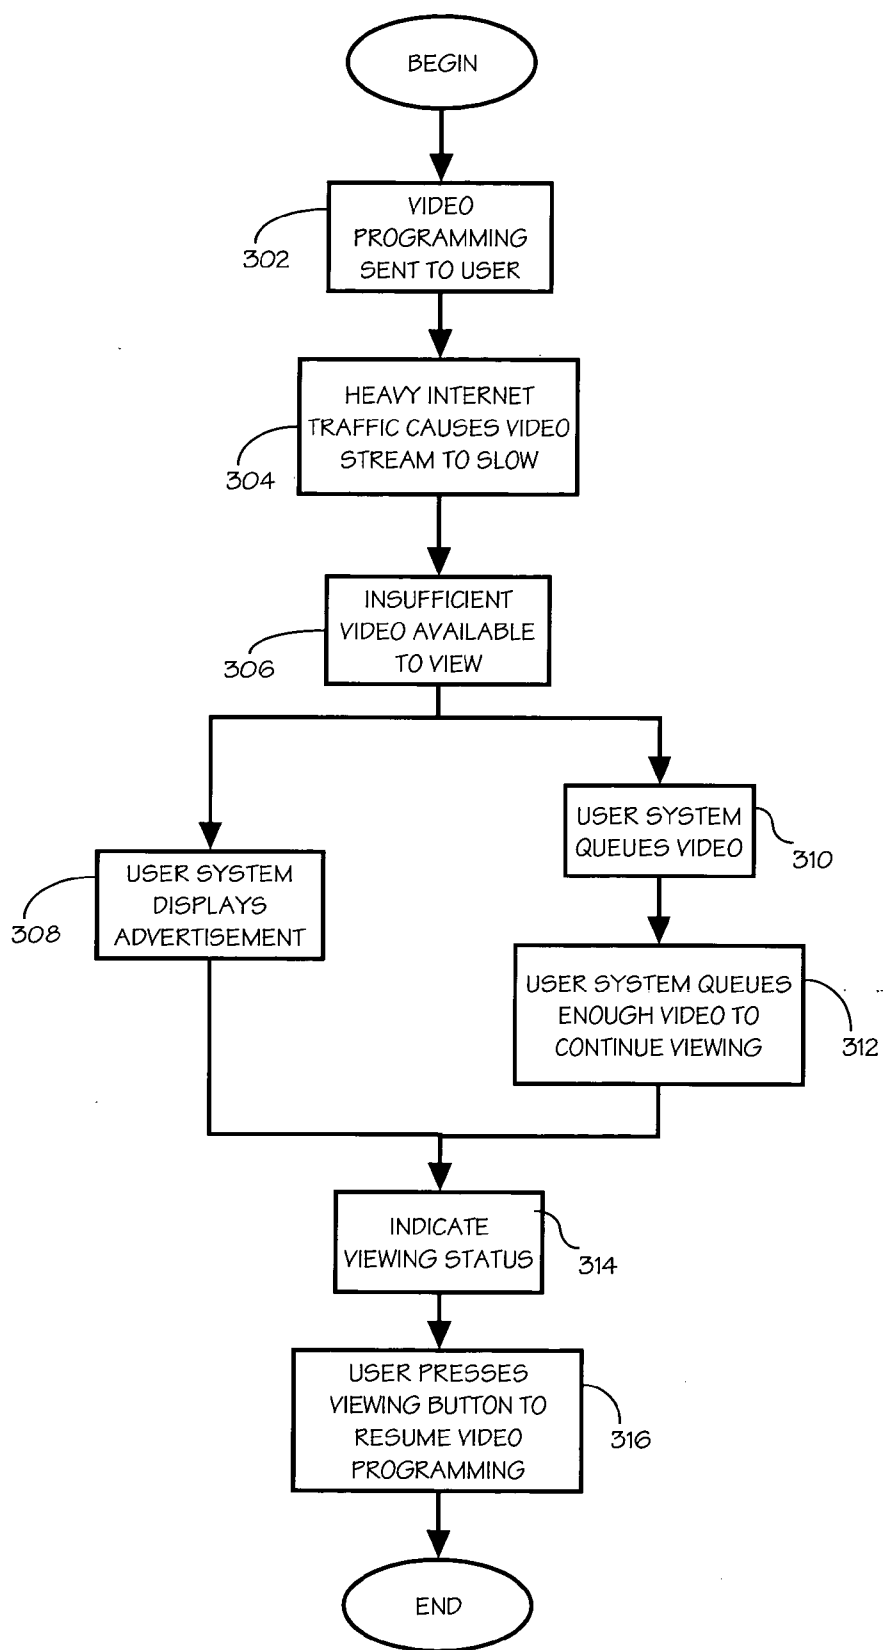 BEGIN
VIDEO
PROGRAMMING
SENT TO USER
302
HEAVY INTERNET
TRAFFIC CAUSES VIDEO
STREAM TO SLOW
304
INSUFFICIENT
VIDEO AVAILABLE
TO VIEW
306
USER SYSTEM
DISPLAYS
ADVERTISEMENT
308
USER SYSTEM
QUEUES VIDEO
310
USER SYSTEM QUEUES
ENOUGH VIDEO TO
CONTINUE VIEWING
312
INDICATE
VIEWING STATUS
314
USER PRESSES
VIEWING BUTTON TO
RESUME VIDEO
PROGRAMMING
316
END